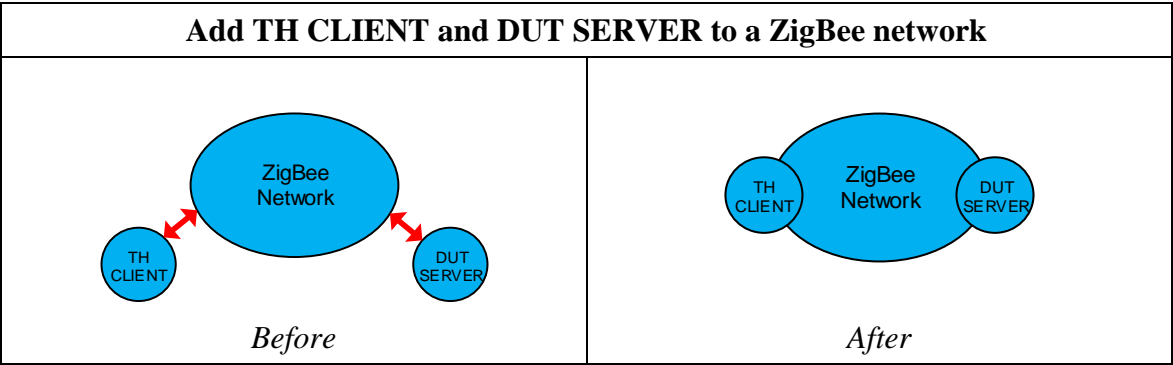 Add TH CLIENT and DUT SERVER to a ZigBee network
ZigBee
Network
TH
CLIENT
DUT
SERVER
Before
ZigBee
Network
TH
CLIENT
DUT
SERVER
After